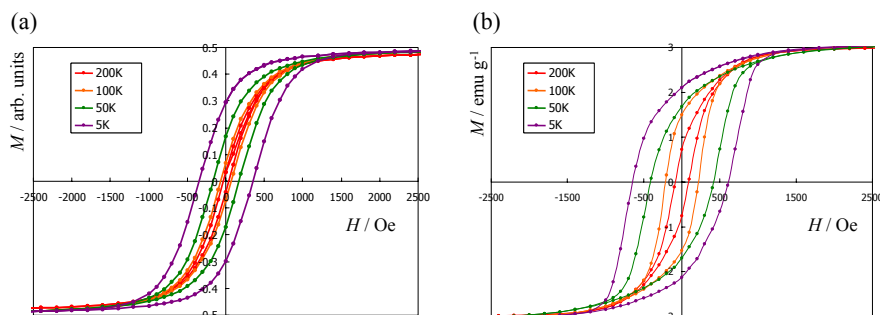 (a)
M / arb. units
0.5
0.4
0.3
0.2
0.1
0
-0.1
-0.2
-0.3
-0.4
0.5
-2500 -2000 -1500 -1000 -500 0 500 1000 1500 2000 2500
H / Oe
200K
100K
50K
5K
(b)
M / emu g⁻¹
3
2
1
0
-1
2
-2500 -1500 -500 500 1500 2500
H / Oe
200K
100K
50K
5K